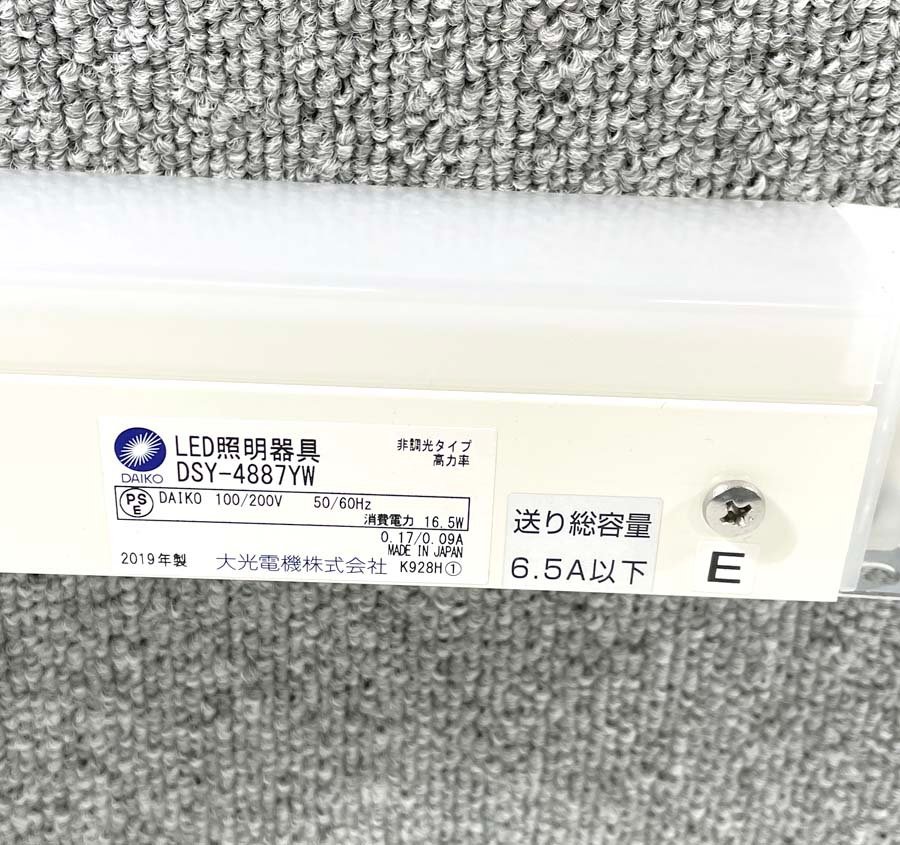 LED照明器具
非調光タイプ
高力率
DAIKO
DSY-4887YW
PS
E
DAIKO 100/200V 50/60Hz
消費電力 16.5W
0.17/0.09A
MADE IN JAPAN
2019年製 大光電機株式会社 K928H①
送り総容量
6.5A以下
E